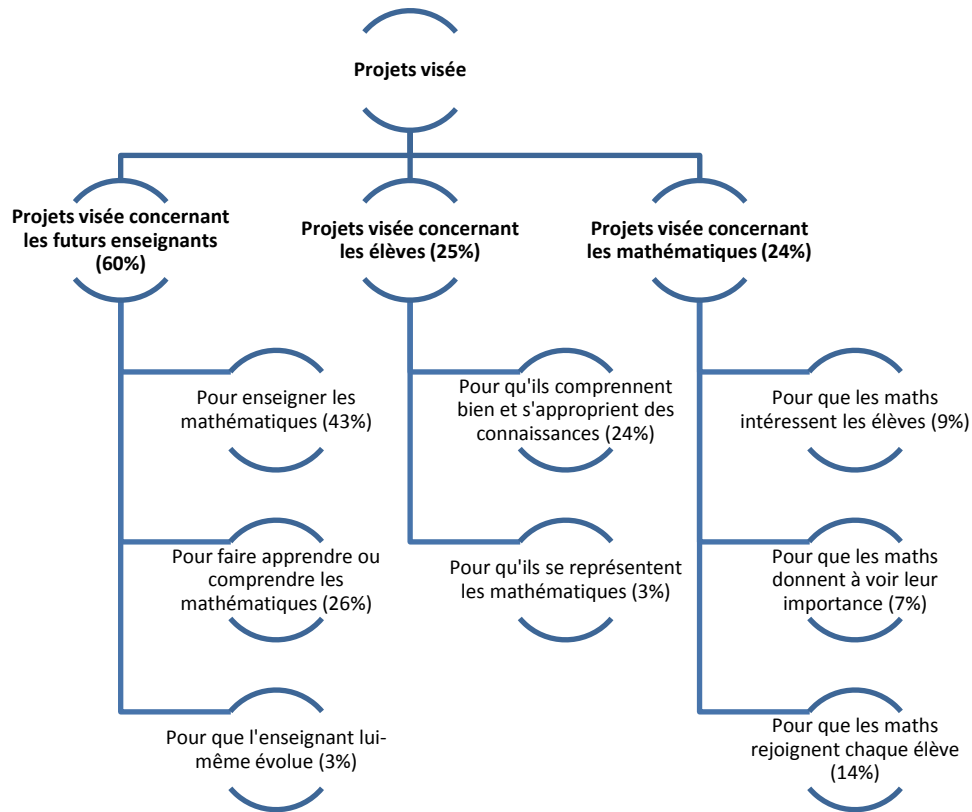 Projets visée
Projets visée concernant
les futurs enseignants
(60%)
Projets visée concernant
les élèves (25%)
Projets visée concernant
les mathématiques (24%)
Pour enseigner les
mathématiques (43%)
Pour faire apprendre ou
comprendre les
mathématiques (26%)
Pour que l'enseignant lui-
même évolue (3%)
Pour qu'ils comprennent
bien et s'approprient des
connaissances (24%)
Pour qu'ils se représentent
les mathématiques (3%)
Pour que les maths
intéressent les élèves (9%)
Pour que les maths
donnent à voir leur
importance (7%)
Pour que les maths
rejoignent chaque élève
(14%)